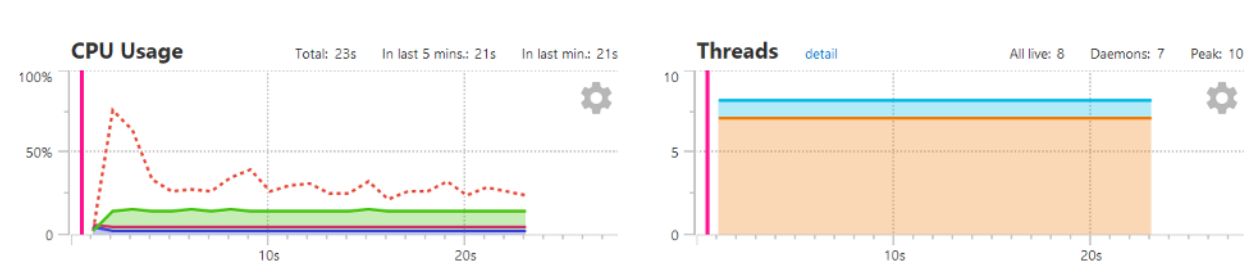 CPU Usage Total: 23s In last 5 mins.: 21s In last min.: 21s
100%
50%
0
10s 20s
Threads detail All live: 8 Daemons: 7 Peak: 10
10
5
0
10s 20s